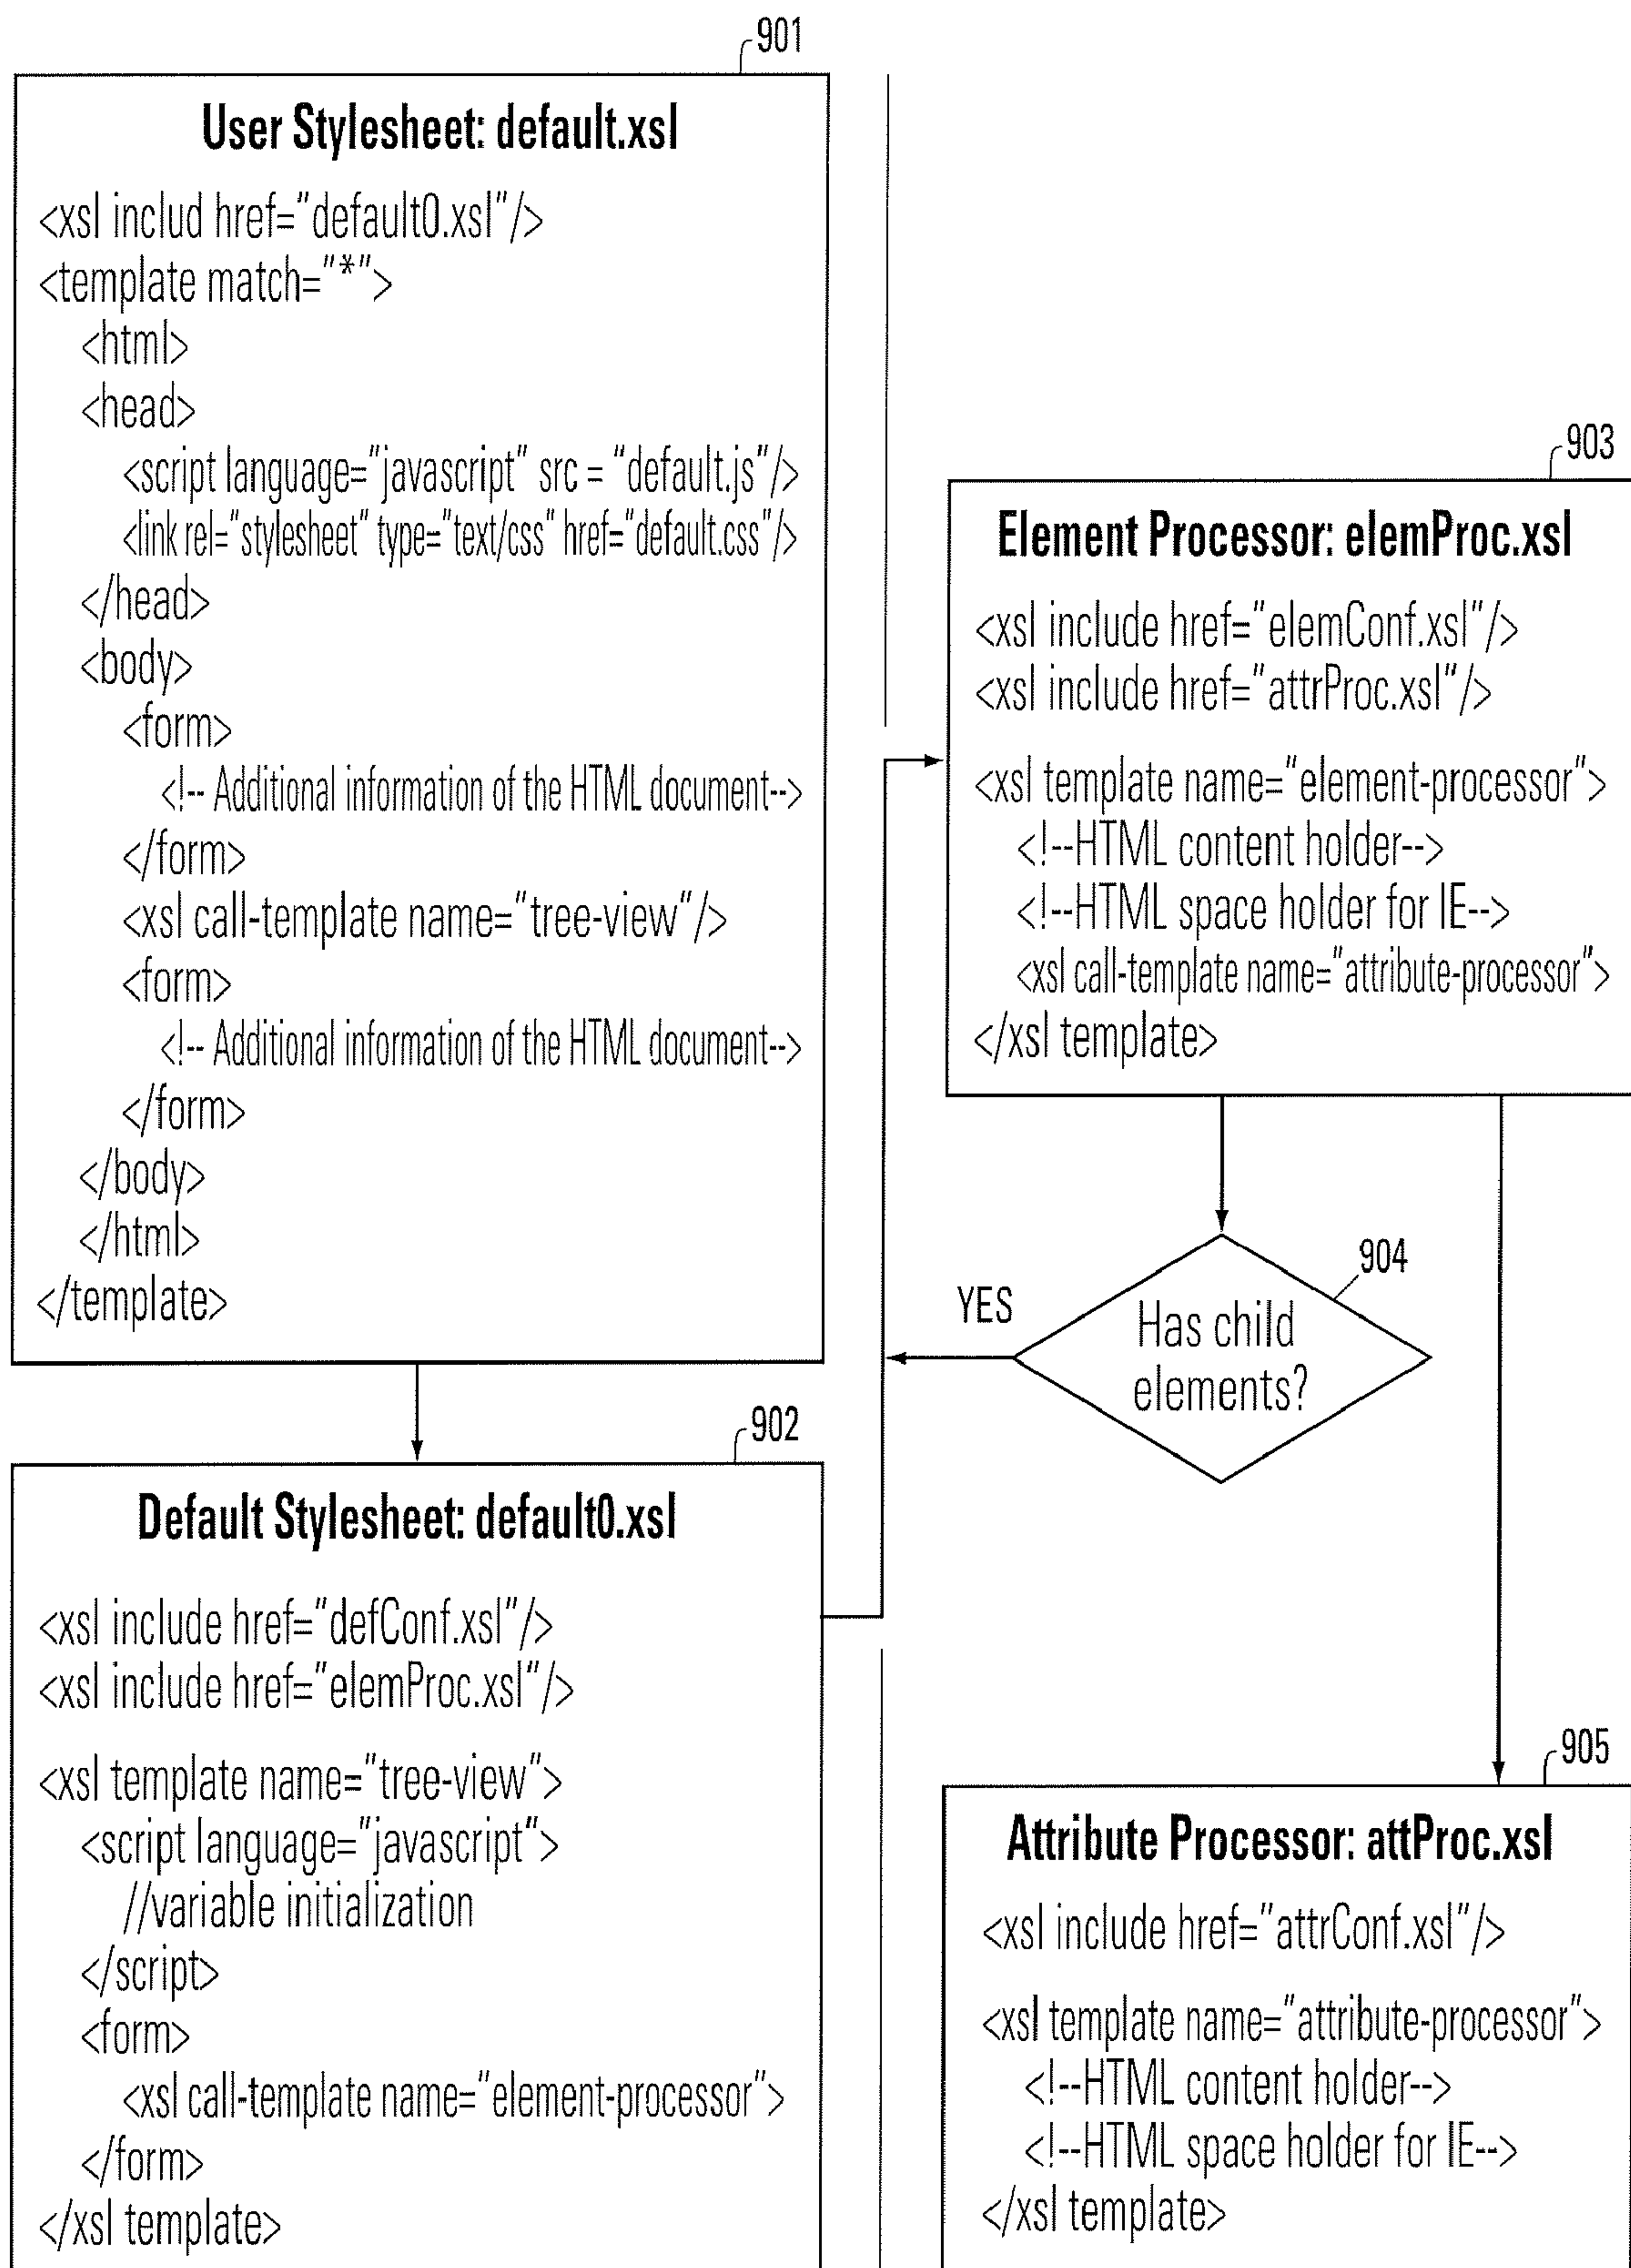 901
User Stylesheet: default.xsl
<xsl includ href="default0.xsl"/>
<template match="*">
<html>
<head>
<script language="javascript" src = "default.js"/>
<link rel="stylesheet" type="text/css" href="default.css"/>
</head>
<body>
<form>
<!-- Additional information of the HTML document-->
</form>
<xsl call-template name="tree-view"/>
<form>
<!-- Additional information of the HTML document-->
</form>
</body>
</html>
</template>
902
Default Stylesheet: default0.xsl
<xsl include href="defConf.xsl"/>
<xsl include href="elemProc.xsl"/>
<xsl template name="tree-view">
<script language="javascript">
//variable initialization
</script>
<form>
<xsl call-template name="element-processor">
</form>
</xsl template>
903
Element Processor: elemProc.xsl
<xsl include href="elemConf.xsl"/>
<xsl include href="attrProc.xsl"/>
<xsl template name="element-processor">
<!--HTML content holder-->
<!--HTML space holder for IE-->
<xsl call-template name="attribute-processor">
</xsl template>
904
YES
Has child
elements?
905
Attribute Processor: attProc.xsl
<xsl include href="attrConf.xsl"/>
<xsl template name="attribute-processor">
<!--HTML content holder-->
<!--HTML space holder for IE-->
</xsl template>